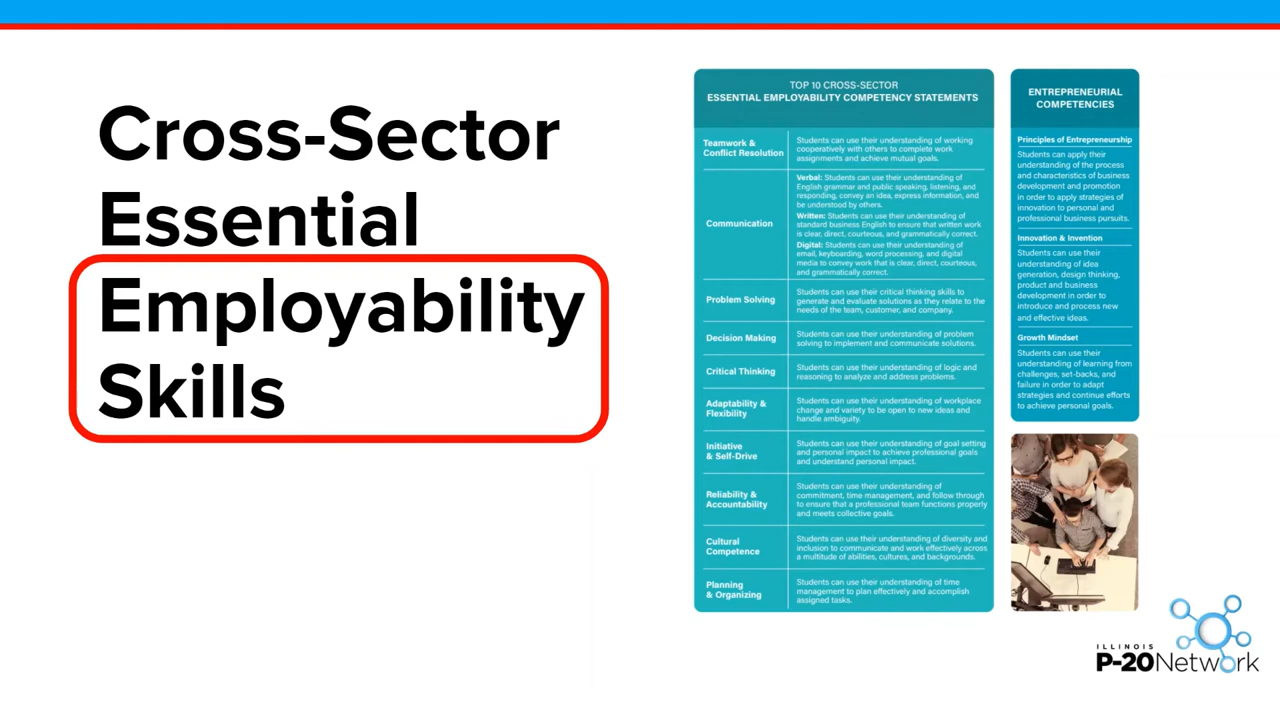 Cross-Sector
Essential
Employability
Skills
TOP 10 CROSS-SECTOR
ESSENTIAL EMPLOYABILITY COMPETENCY STATEMENTS
Teamwork &
Conflict Resolution
Students can use their understanding of working
cooperatively with others to complete work
assignments and achieve mutual goals.
Communication
Verbal: Students can use their understanding of
English grammar and public speaking, listening, and
responding, convey an idea, express information, and
be understood by others.
Written: Students can use their understanding of
standard business English to ensure that written work
is clear, direct, courteous, and grammatically correct.
Digital: Students can use their understanding of
email, keyboarding, word processing, and digital
media to convey work that is clear, direct, courteous,
and grammatically correct.
Problem Solving
Students can use their critical thinking skills to
generate and evaluate solutions as they relate to the
needs of the team, customer, and company.
Decision Making
Students can use their understanding of problem
solving to implement and communicate solutions.
Critical Thinking
Students can use their understanding of logic and
reasoning to analyze and address problems.
Adaptability &
Flexibility
Students can use their understanding of workplace
change and variety to be open to new ideas and
handle ambiguity.
Initiative
& Self-Drive
Students can use their understanding of goal setting
and personal impact to achieve professional goals
and understand personal impact.
Reliability &
Accountability
Students can use their understanding of
commitment, time management, and follow through
to ensure that a professional team functions properly
and meets collective goals.
Cultural
Competence
Students can use their understanding of diversity and
inclusion to communicate and work effectively across
a multitude of abilities, cultures, and backgrounds.
Planning
& Organizing
Students can use their understanding of time
management to plan effectively and accomplish
assigned tasks.
ENTREPRENEURIAL
COMPETENCIES
Principles of Entrepreneurship
Students can apply their
understanding of the process
and characteristics of business
development and promotion
in order to apply strategies of
innovation to personal and
professional business pursuits.
Innovation & Invention
Students can use their
understanding of idea
generation, design thinking,
product and business
development in order to
introduce and process new
and effective ideas.
Growth Mindset
Students can use their
understanding of learning from
challenges, set-backs, and
failure in order to adapt
strategies and continue efforts
to achieve personal goals.
ILLINOIS
P-20Network